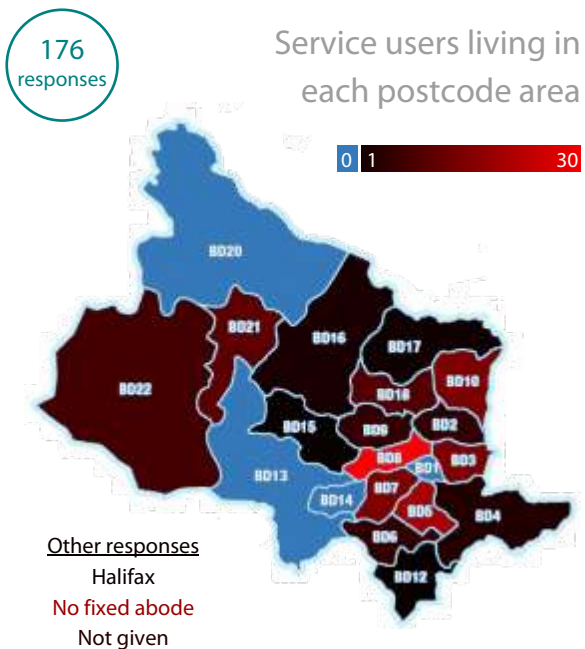 176
responses
Service users living in
each postcode area
0 1 30
BD20
BD21
BD16
BD17
BD22
BD18
BD10
BD15
BD9
BD2
BD8
BD1
BD3
BD13
BD14
BD7
BD5
BD4
BD6
BD12
Other responses
Halifax
No fixed abode
Not given